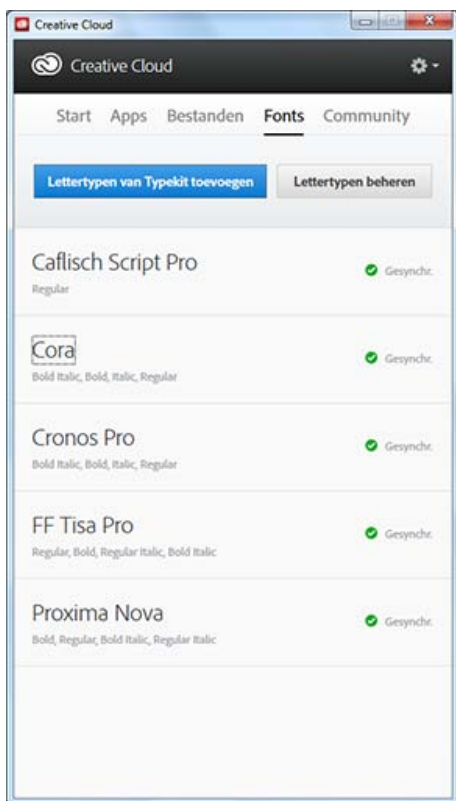 Creative Cloud
Creative Cloud
Start Apps Bestanden Fonts Community
Lettertypen van Typekit toevoegen Lettertypen beheren
Caflisch Script Pro
Gesynchr.
Regular
Cora
Gesynchr.
Bold Italic, Bold, Italic, Regular
Cronos Pro
Gesynchr.
Bold Italic, Bold, Italic, Regular
FF Tisa Pro
Gesynchr.
Regular, Bold, Regular Italic, Bold Italic
Proxima Nova
Gesynchr.
Bold, Regular, Bold Italic, Regular Italic